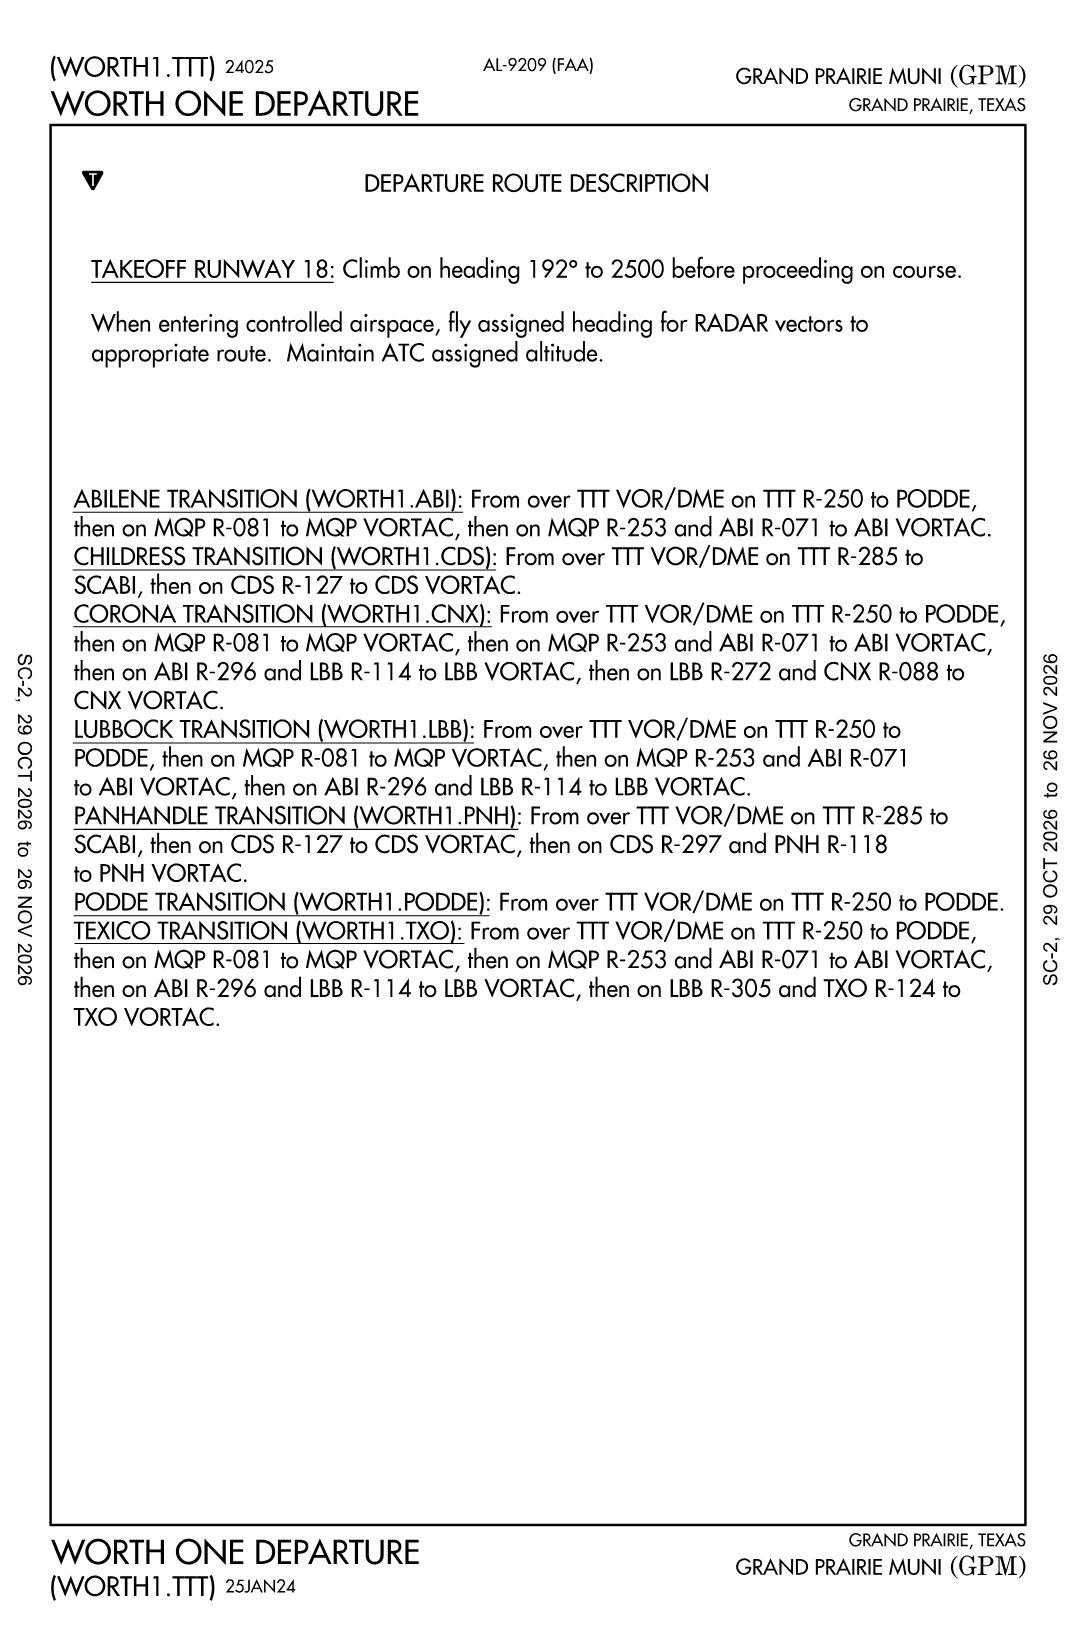 (WORTH1.TTT) 24025
AL-9209 (FAA)
GRAND PRAIRIE MUNI (GPM)
WORTH ONE DEPARTURE
GRAND PRAIRIE, TEXAS
T
DEPARTURE ROUTE DESCRIPTION
TAKEOFF RUNWAY 18: Climb on heading 192° to 2500 before proceeding on course.
When entering controlled airspace, fly assigned heading for RADAR vectors to
appropriate route. Maintain ATC assigned altitude.
ABILENE TRANSITION (WORTH1.ABI): From over TTT VOR/DME on TTT R-250 to PODDE,
then on MQP R-081 to MQP VORTAC, then on MQP R-253 and ABI R-071 to ABI VORTAC.
CHILDRESS TRANSITION (WORTH1.CDS): From over TTT VOR/DME on TTT R-285 to
SCABI, then on CDS R-127 to CDS VORTAC.
CORONA TRANSITION (WORTH1.CNX): From over TTT VOR/DME on TTT R-250 to PODDE,
then on MQP R-081 to MQP VORTAC, then on MQP R-253 and ABI R-071 to ABI VORTAC,
then on ABI R-296 and LBB R-114 to LBB VORTAC, then on LBB R-272 and CNX R-088 to
CNX VORTAC.
LUBBOCK TRANSITION (WORTH1.LBB): From over TTT VOR/DME on TTT R-250 to
PODDE, then on MQP R-081 to MQP VORTAC, then on MQP R-253 and ABI R-071
to ABI VORTAC, then on ABI R-296 and LBB R-114 to LBB VORTAC.
PANHANDLE TRANSITION (WORTH1.PNH): From over TTT VOR/DME on TTT R-285 to
SCABI, then on CDS R-127 to CDS VORTAC, then on CDS R-297 and PNH R-118
to PNH VORTAC.
PODDE TRANSITION (WORTH1.PODDE): From over TTT VOR/DME on TTT R-250 to PODDE.
TEXICO TRANSITION (WORTH1.TXO): From over TTT VOR/DME on TTT R-250 to PODDE,
then on MQP R-081 to MQP VORTAC, then on MQP R-253 and ABI R-071 to ABI VORTAC,
then on ABI R-296 and LBB R-114 to LBB VORTAC, then on LBB R-305 and TXO R-124 to
TXO VORTAC.
SC-2, 29 OCT 2026 to 26 NOV 2026
SC-2, 29 OCT 2026 to 26 NOV 2026
WORTH ONE DEPARTURE
GRAND PRAIRIE, TEXAS
GRAND PRAIRIE MUNI (GPM)
(WORTH1.TTT) 25JAN24